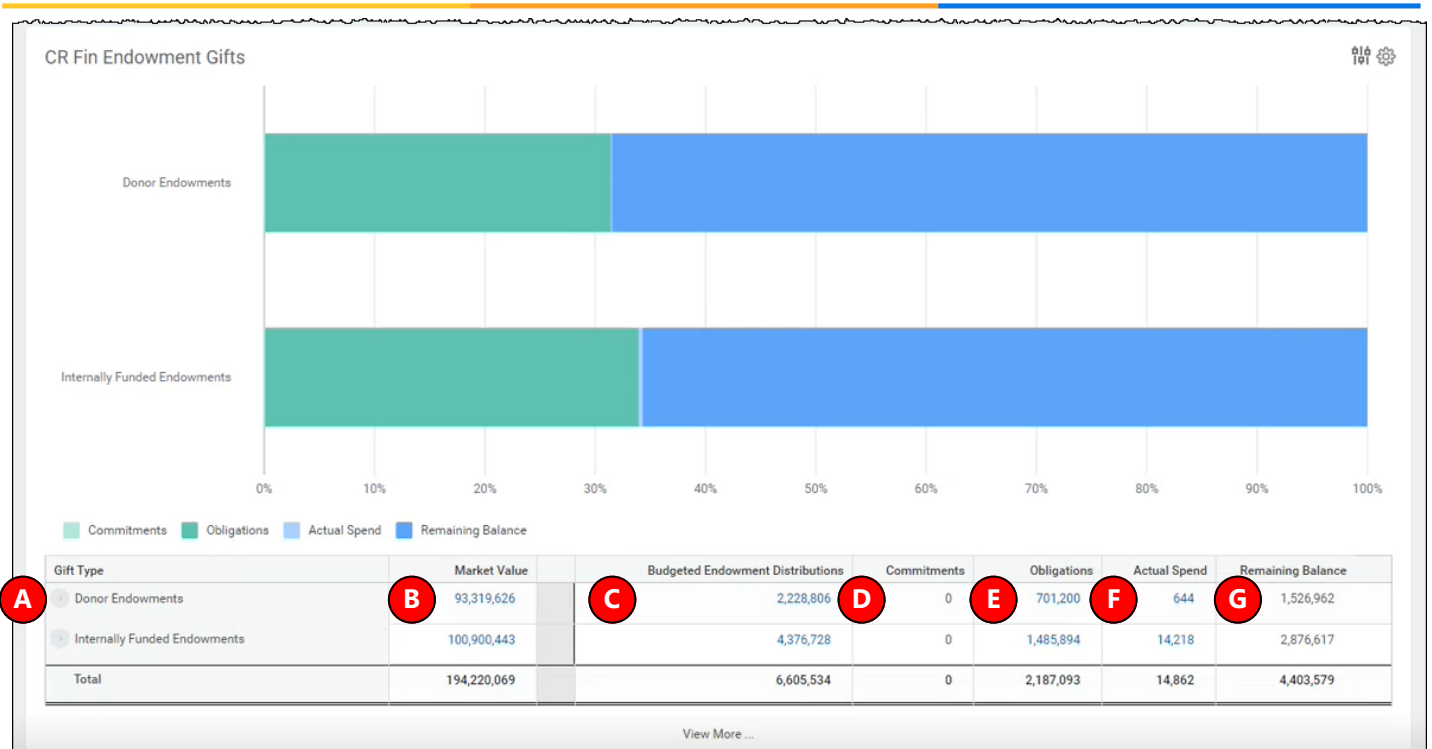 CR Fin Endowment Gifts
Donor Endowments
Internally Funded Endowments
0% 10% 20% 30% 40% 50% 60% 70% 80% 90% 100%
Commitments Obligations Actual Spend Remaining Balance
Gift Type Market Value Budgeted Endowment Distributions Commitments Obligations Actual Spend Remaining Balance
A Donor Endowments B 93,319,626 C 2,228,806 D 0 E 701,200 F 644 G 1,526,962
Internally Funded Endowments 100,900,443 4,376,728 0 1,485,894 14,218 2,876,617
Total 194,220,069 6,605,534 0 2,187,093 14,862 4,403,579
View More ...